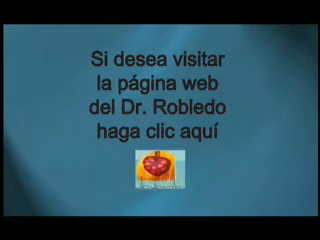 Si desea visitar
la página web
del Dr. Robledo
haga clic aquí